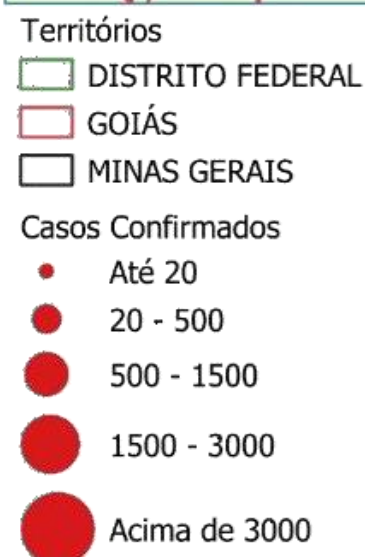 Territórios
DISTRITO FEDERAL
GOIÁS
MINAS GERAIS
Casos Confirmados
Até 20
20 - 500
500 - 1500
1500 - 3000
Acima de 3000